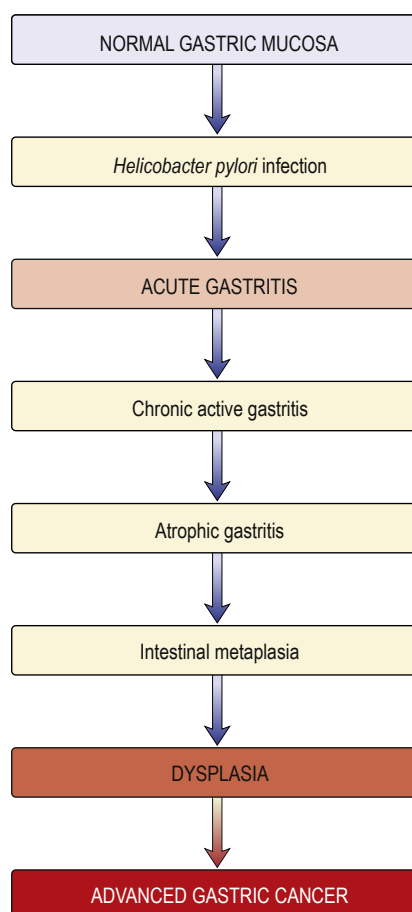 NORMAL GASTRIC MUCOSA
Helicobacter pylori infection
ACUTE GASTRITIS
Chronic active gastritis
Atrophic gastritis
Intestinal metaplasia
DYSPLASIA
ADVANCED GASTRIC CANCER